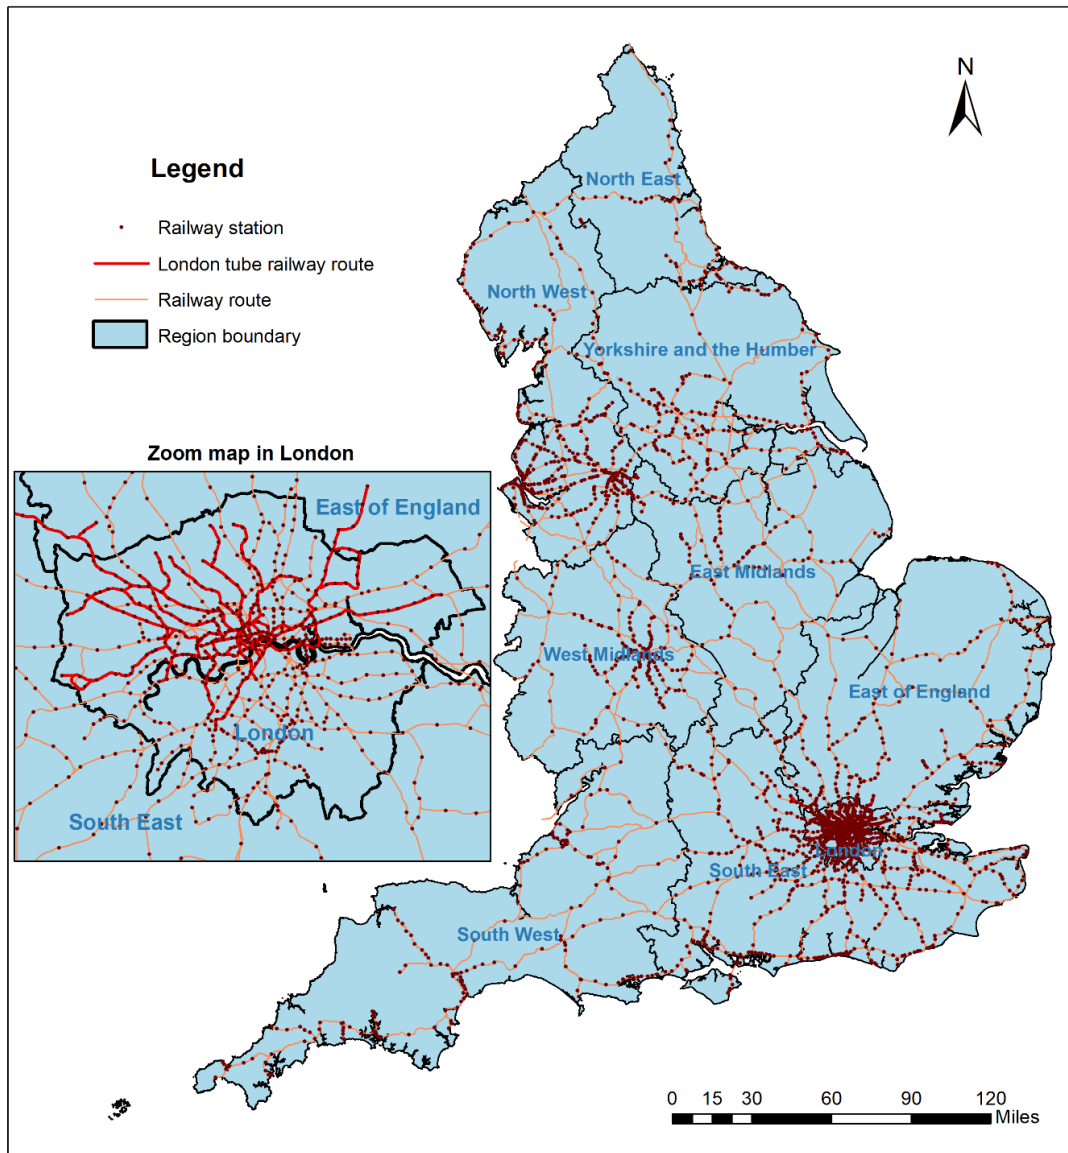 N
Legend
Railway station
London tube railway route
Railway route
Region boundary
North East
North West
Yorkshire and the Humber
Zoom map in London
East of England
London
South East
East Midlands
West Midlands
East of England
London
South East
South West
0 15 30 60 90 120
Miles